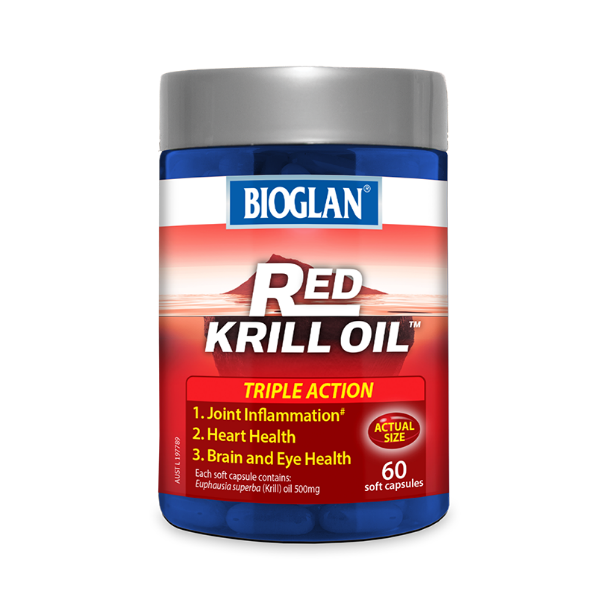 BIOGLAN®
RED
KRILL OIL™
TRIPLE ACTION
1. Joint Inflammation#
2. Heart Health
3. Brain and Eye Health
Each soft capsule contains:
Euphausia superba (Krill) oil 500mg
ACTUAL
SIZE
60
soft capsules
AUST L 197789